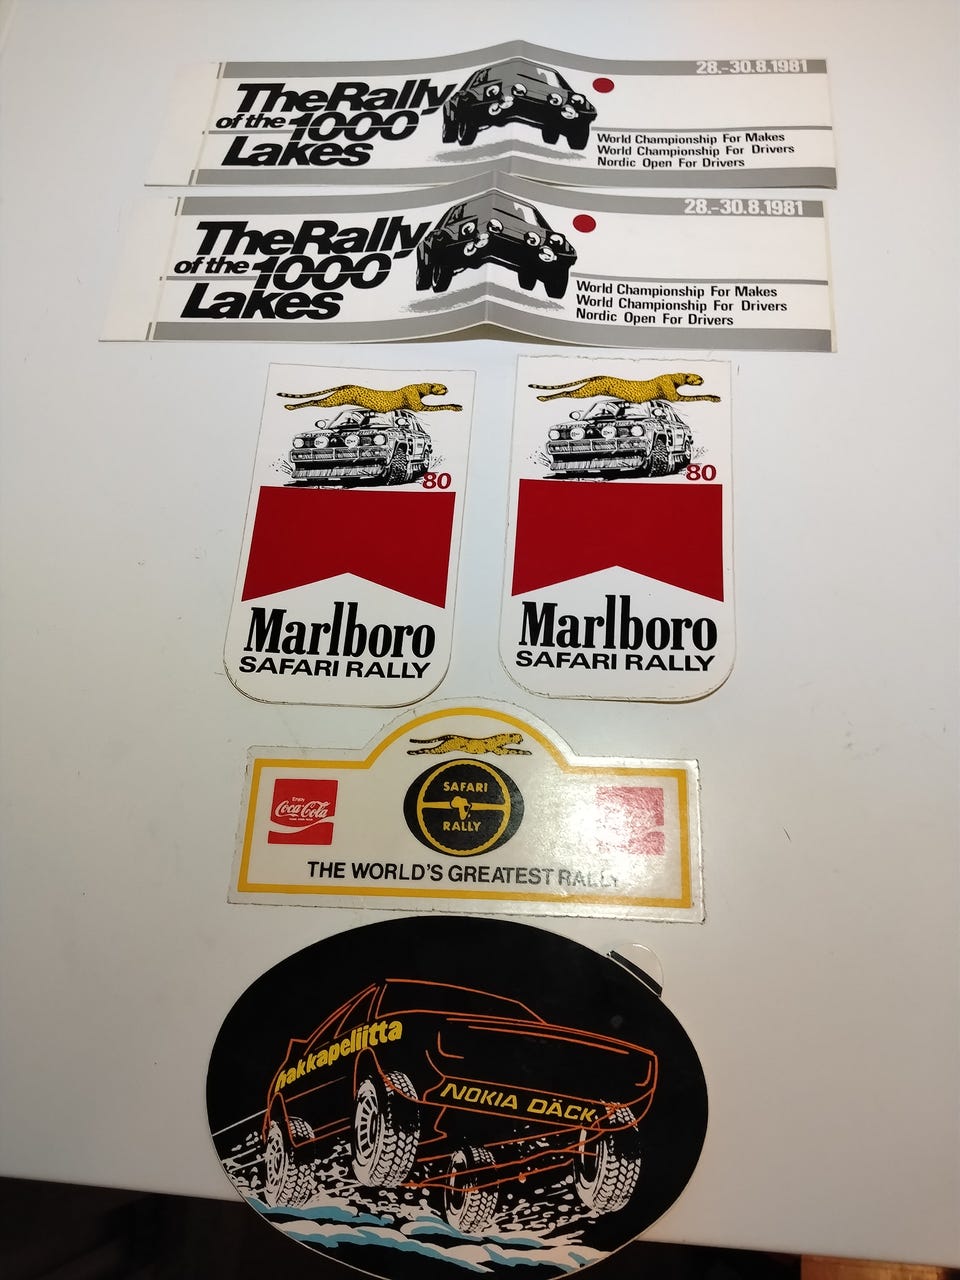 28.-30.8.1981
The Rally
of the 1000
Lakes
World Championship For Makes
World Championship For Drivers
Nordic Open For Drivers
28.-30.8.1981
The Rally
of the 1000
Lakes
World Championship For Makes
World Championship For Drivers
Nordic Open For Drivers
80
Marlboro
SAFARI RALLY
80
Marlboro
SAFARI RALLY
Enjoy
Coca-Cola
SAFARI
RALLY
THE WORLD'S GREATEST RALLY
hakkapeliitta
NOKIA DÄCK